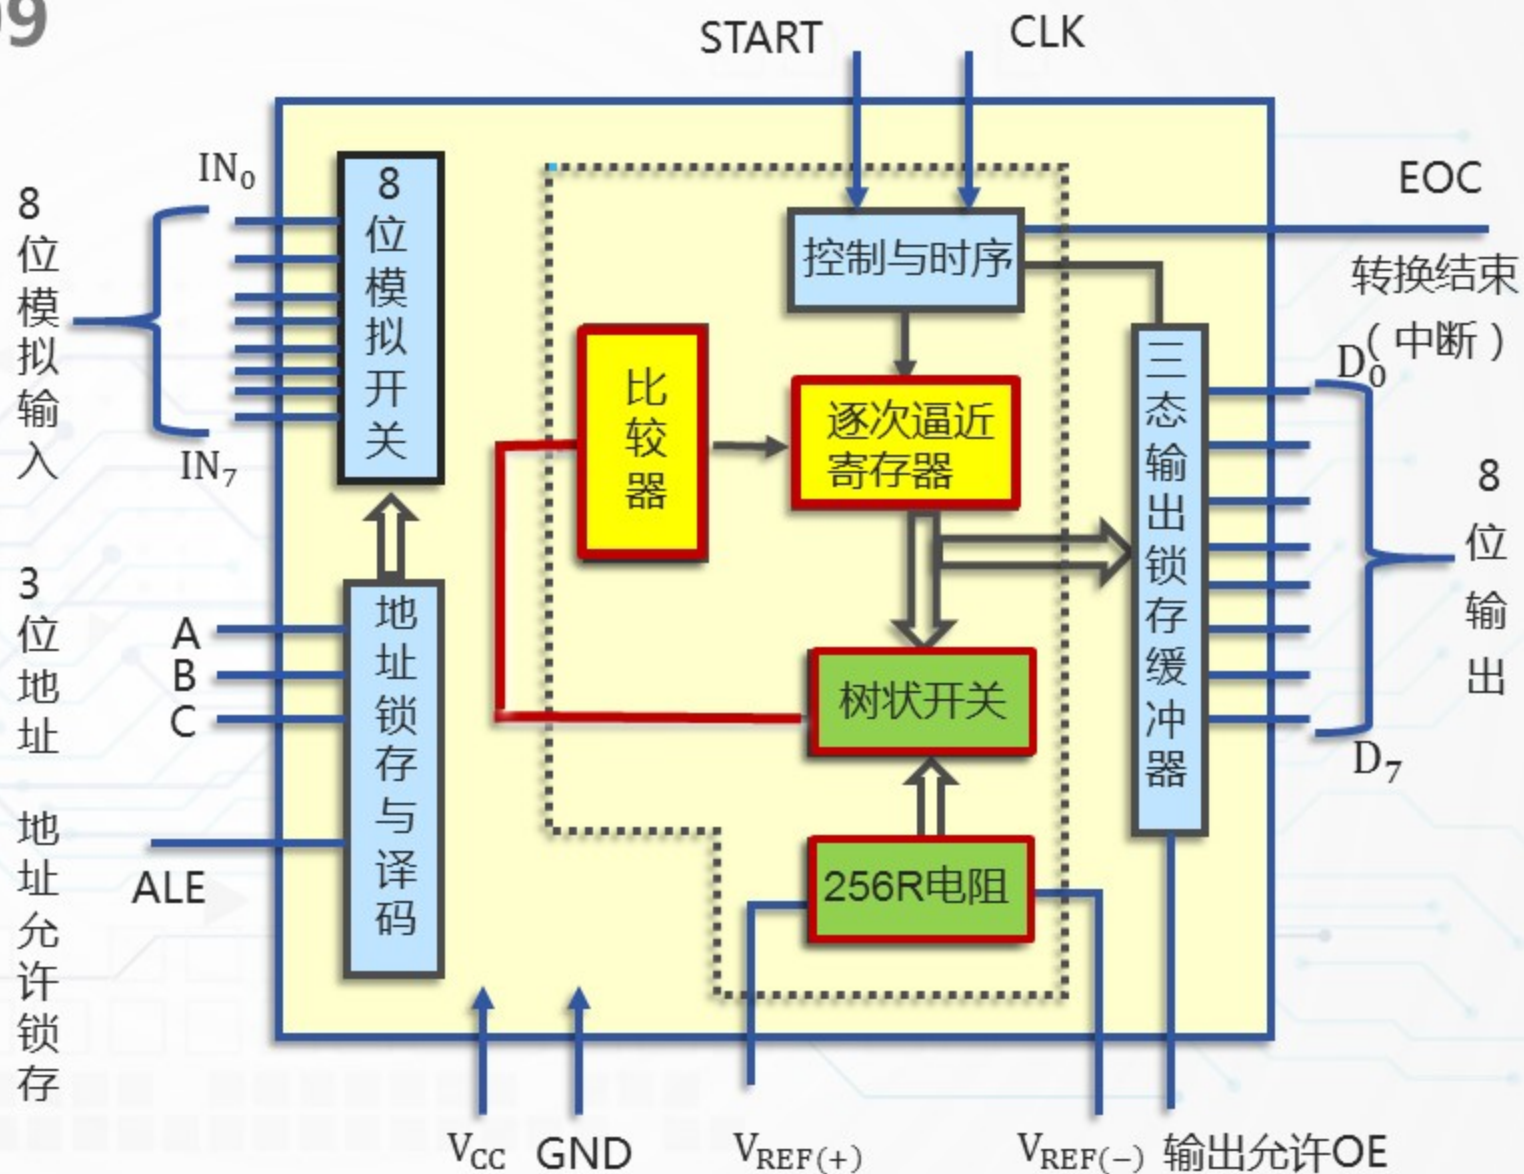 09
START
CLK
IN₀
8位模拟输入
IN₇
8位模拟开关
控制与时序
EOC
转换结束
(中断)
比较器
逐次逼近
寄存器
三态输出锁存缓冲器
D₀
8位输出
D₇
3位地址
A
B
C
地址锁存与译码
树状开关
256R电阻
ALE
地址允许锁存
V_CC
GND
V_REF(+)
V_REF(−)
输出允许OE